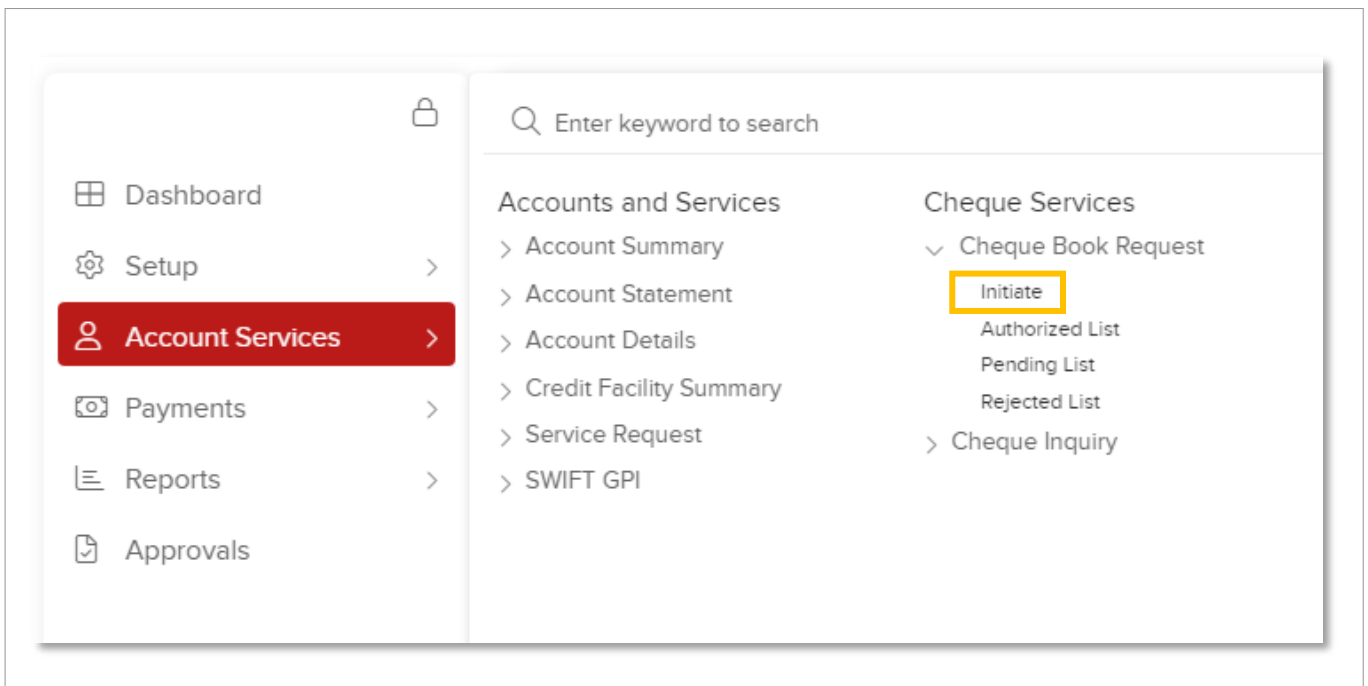 Enter keyword to search
Dashboard
Setup
Account Services
Payments
Reports
Approvals
Accounts and Services
Account Summary
Account Statement
Account Details
Credit Facility Summary
Service Request
SWIFT GPI
Cheque Services
Cheque Book Request
Initiate
Authorized List
Pending List
Rejected List
Cheque Inquiry